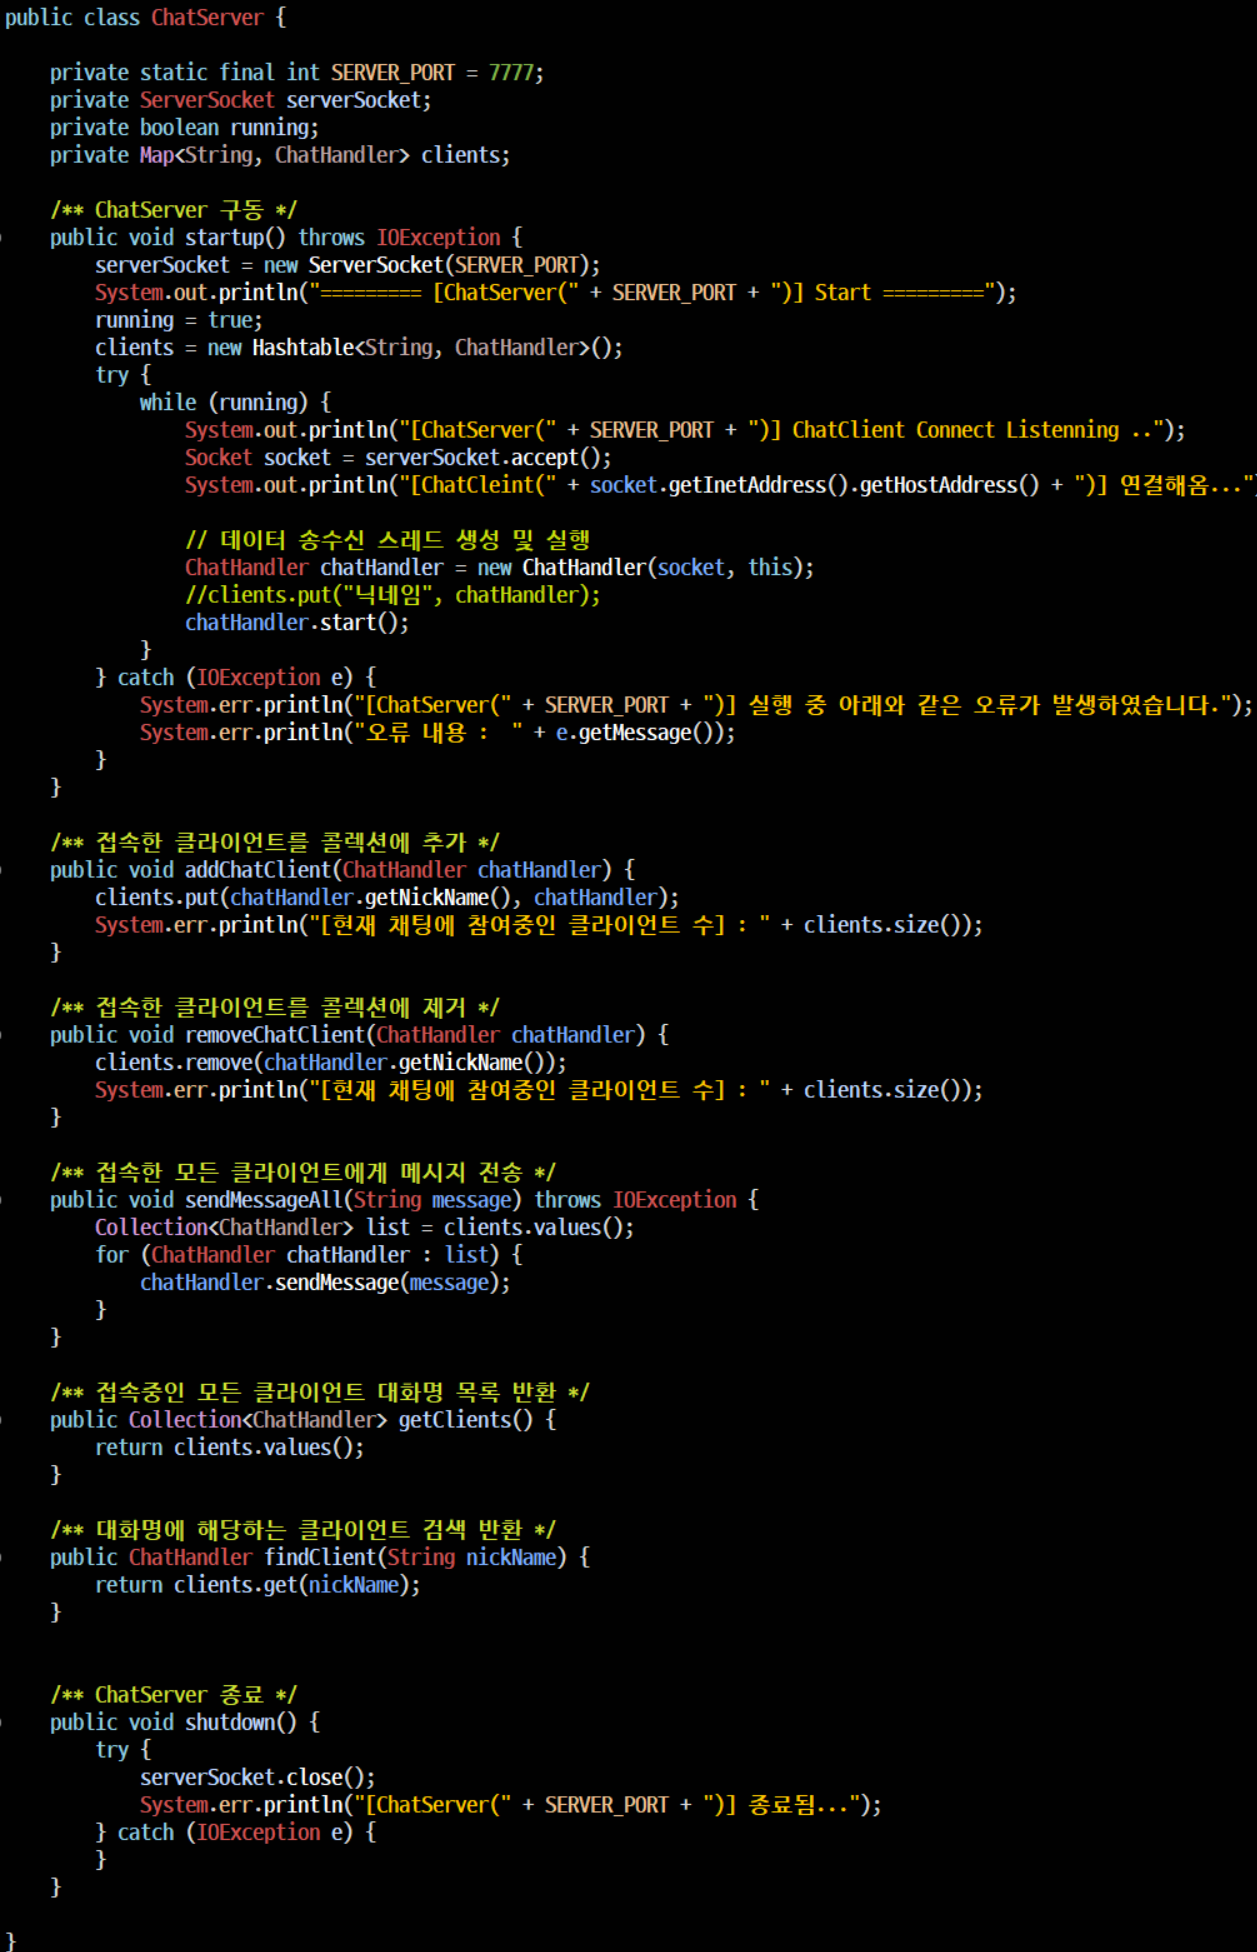 public class ChatServer {
private static final int SERVER_PORT = 7777;
private ServerSocket serverSocket;
private boolean running;
private Map<String, ChatHandler> clients;
/** ChatServer 구동 */
public void startup() throws IOException {
serverSocket = new ServerSocket(SERVER_PORT);
System.out.println("========= [ChatServer(" + SERVER_PORT + ")] Start =========");
running = true;
clients = new Hashtable<String, ChatHandler>();
try {
while (running) {
System.out.println("[ChatServer(" + SERVER_PORT + ")] ChatClient Connect Listenning ..");
Socket socket = serverSocket.accept();
System.out.println("[ChatCleint(" + socket.getInetAddress().getHostAddress() + ")] 연결해옴...")
// 데이터 송수신 스레드 생성 및 실행
ChatHandler chatHandler = new ChatHandler(socket, this);
//clients.put("닉네임", chatHandler);
chatHandler.start();
}
} catch (IOException e) {
System.err.println("[ChatServer(" + SERVER_PORT + ")] 실행 중 아래와 같은 오류가 발생하였습니다.");
System.err.println("오류 내용 :  " + e.getMessage());
}
}
/** 접속한 클라이언트를 콜렉션에 추가 */
public void addChatClient(ChatHandler chatHandler) {
clients.put(chatHandler.getNickName(), chatHandler);
System.err.println("[현재 채팅에 참여중인 클라이언트 수] : " + clients.size());
}
/** 접속한 클라이언트를 콜렉션에 제거 */
public void removeChatClient(ChatHandler chatHandler) {
clients.remove(chatHandler.getNickName());
System.err.println("[현재 채팅에 참여중인 클라이언트 수] : " + clients.size());
}
/** 접속한 모든 클라이언트에게 메시지 전송 */
public void sendMessageAll(String message) throws IOException {
Collection<ChatHandler> list = clients.values();
for (ChatHandler chatHandler : list) {
chatHandler.sendMessage(message);
}
}
/** 접속중인 모든 클라이언트 대화명 목록 반환 */
public Collection<ChatHandler> getClients() {
return clients.values();
}
/** 대화명에 해당하는 클라이언트 검색 반환 */
public ChatHandler findClient(String nickName) {
return clients.get(nickName);
}
/** ChatServer 종료 */
public void shutdown() {
try {
serverSocket.close();
System.err.println("[ChatServer(" + SERVER_PORT + ")] 종료됨...");
} catch (IOException e) {
}
}
}